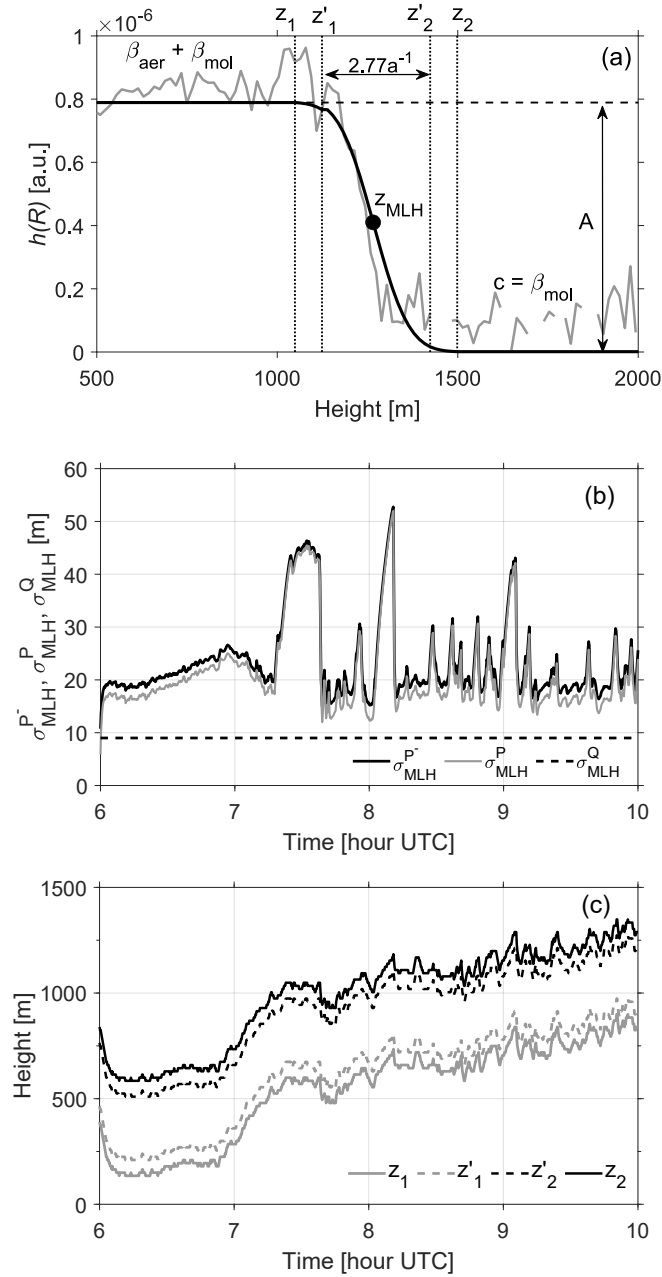 ×10⁻⁶ z₁ z'₁ z'₂ z₂
1
0.8
0.6
0.4
0.2
0
h(R) [a.u.]
β_aer + β_mol
(a)
2.77a⁻¹
z_MLH
A
c = β_mol
500 1000 1500 2000
Height [m]
60
50
40
30
20
10
0
σ^P-_MLH, σ^P_MLH, σ^Q_MLH [m]
(b)
σ^P-_MLH σ^P_MLH σ^Q_MLH
6 7 8 9 10
Time [hour UTC]
1500
1000
500
0
Height [m]
(c)
z₁ z'₁ z'₂ z₂
6 7 8 9 10
Time [hour UTC]